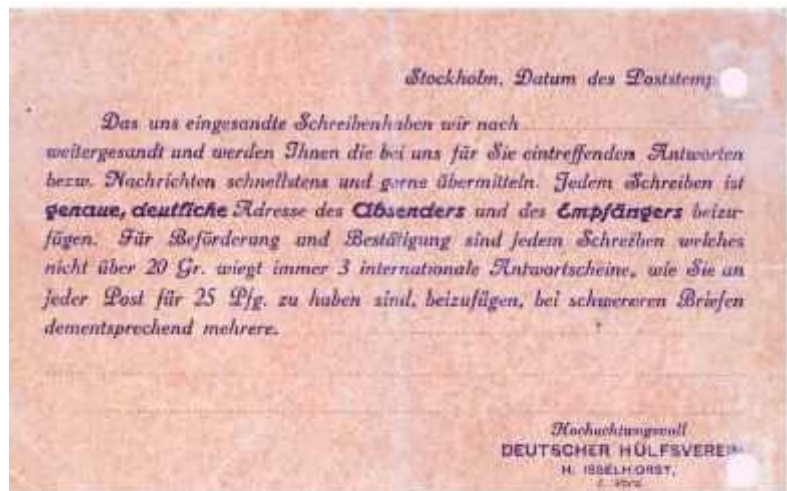 Stockholm, Datum des Poststemp
Das uns eingesandte Schreiben haben wir nach
weitergesandt und werden Ihnen die bei uns für Sie eintreffenden Antworten
bezw. Nachrichten schnellstens und gerne übermitteln. Jedem Schreiben ist
genaue, deutliche Adresse des Absenders und des Empfängers beizu-
fügen. Für Beförderung und Bestätigung sind jedem Schreiben welches
nicht über 20 Gr. wiegt immer 3 internationale Antwortscheine, wie Sie an
jeder Post für 25 Pfg. zu haben sind, beizufügen, bei schwereren Briefen
dementsprechend mehrere.
Hochachtungsvoll
DEUTSCHER HÜLFSVEREIN
H. ISSELHORST,